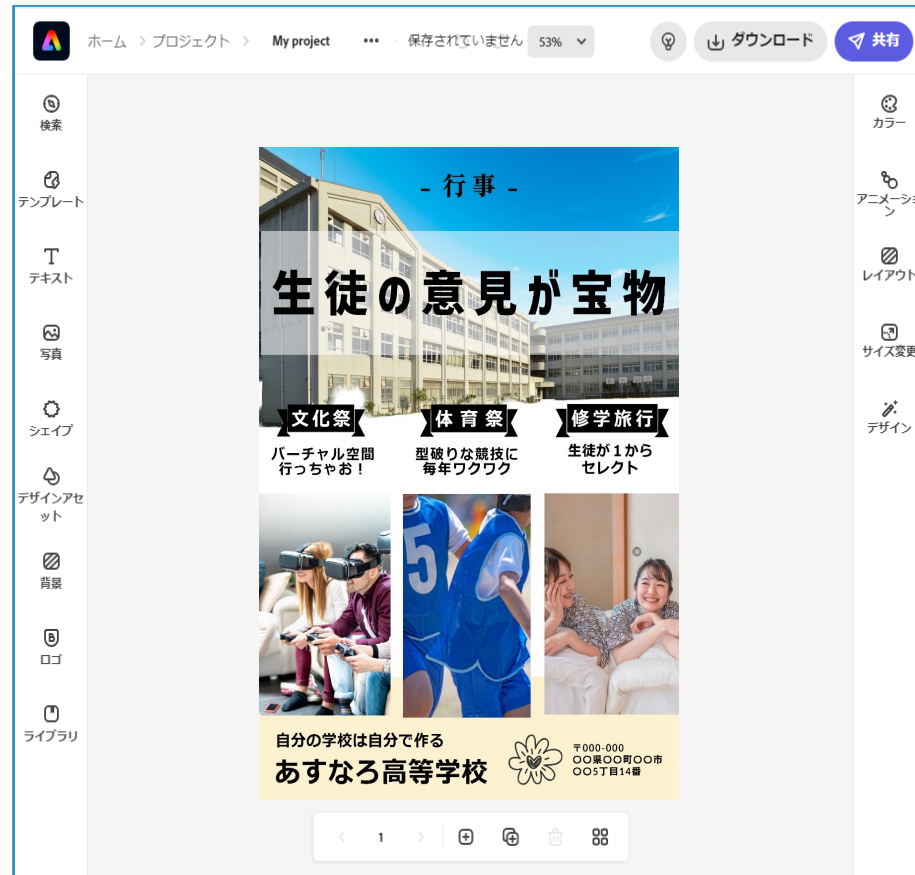 ホーム
プロジェクト
My project
保存されていません
53%
ダウンロード
共有
検索
テンプレート
テキスト
写真
シェイプ
デザインアセ
ット
背景
ロゴ
ライブラリ
- 行事 -
生徒の意見が宝物
文化祭
体育祭
修学旅行
バーチャル空間
行っちゃお！
型破りな競技に
毎年ワクワク
生徒が１から
セレクト
5
自分の学校は自分で作る
あすなろ高等学校
〒000-000
〇〇県〇〇町〇〇市
〇〇5丁目14番
1
カラー
アニメーショ
ン
レイアウト
サイズ変更
デザイン